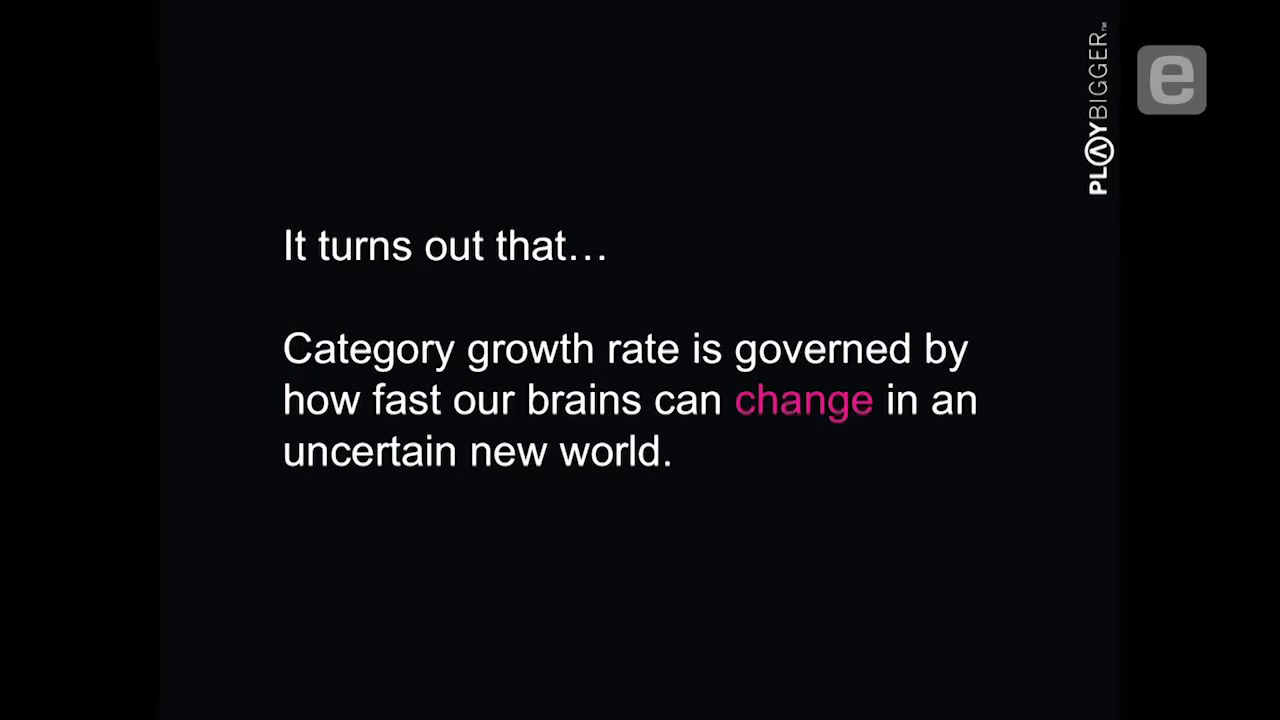 PLAYBIGGER™
e
It turns out that…
Category growth rate is governed by
how fast our brains can change in an
uncertain new world.